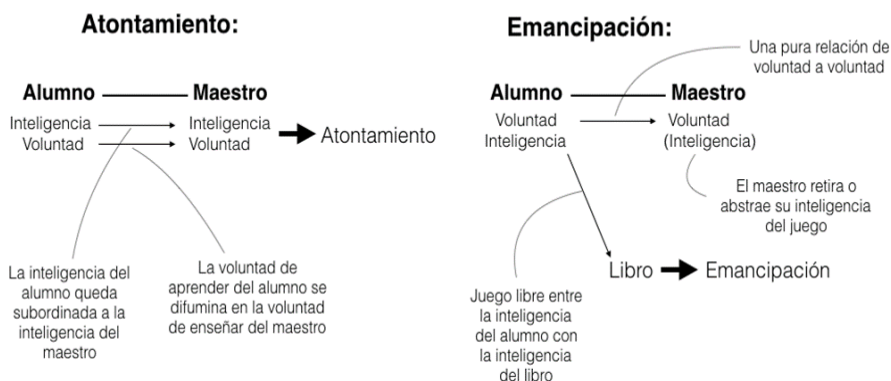 Atontamiento:
Alumno Maestro
Inteligencia Inteligencia
Voluntad Voluntad
Atontamiento
La inteligencia del
alumno queda
subordinada a la
inteligencia del
maestro
La voluntad de
aprender del alumno se
difumina en la voluntad
de enseñar del maestro
Emancipación:
Una pura relación de
voluntad a voluntad
Alumno Maestro
Voluntad Voluntad
Inteligencia (Inteligencia)
El maestro retira o
abstrae su inteligencia
del juego
Libro Emancipación
Juego libre entre
la inteligencia
del alumno con
la inteligencia
del libro